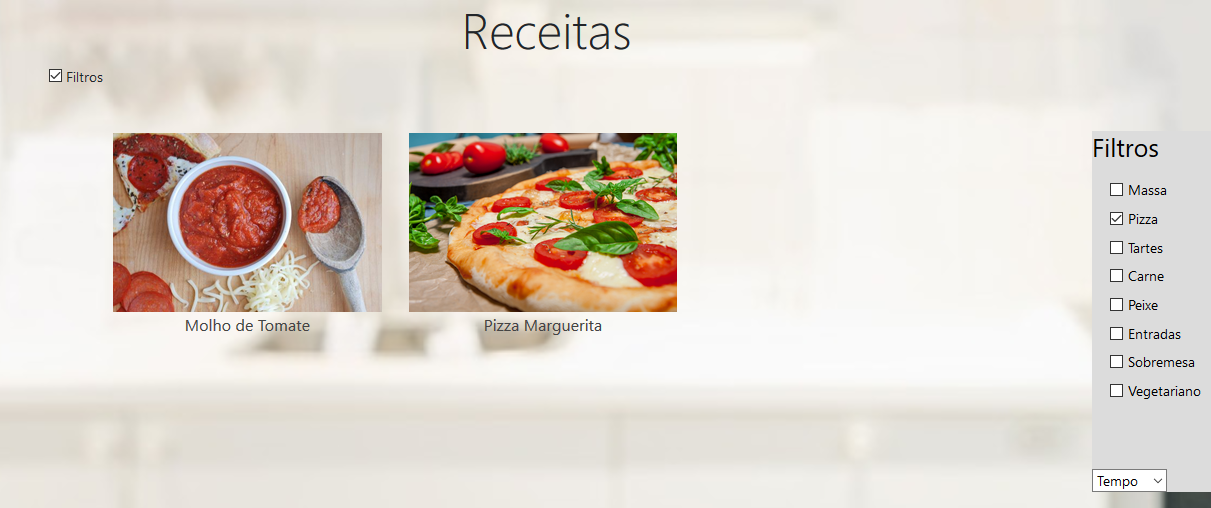 Receitas
Filtros
Molho de Tomate
Pizza Marguerita
Filtros
Massa
Pizza
Tartes
Carne
Peixe
Entradas
Sobremesa
Vegetariano
Tempo